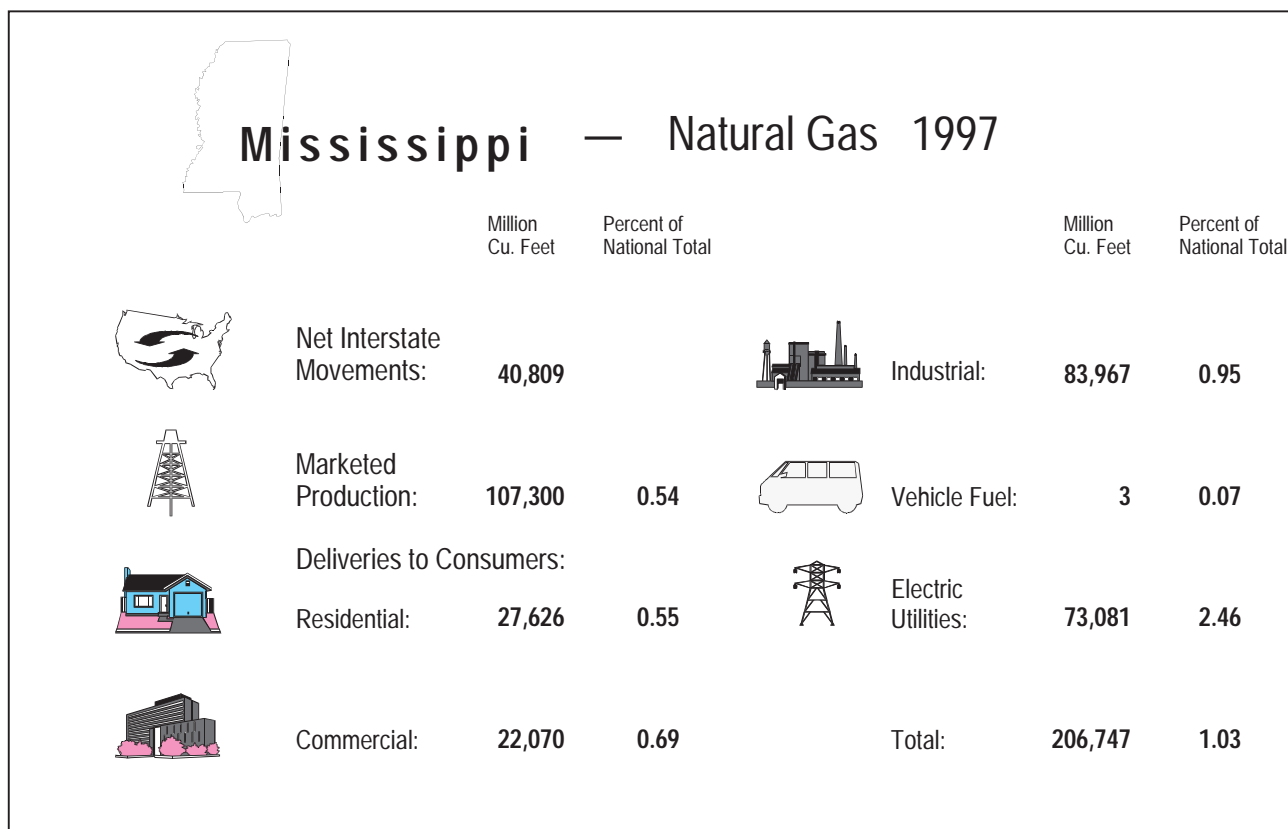 Mississippi — Natural Gas 1997
Million
Cu. Feet
Percent of
National Total
Million
Cu. Feet
Percent of
National Total
Net Interstate
Movements: 40,809
Marketed
Production: 107,300 0.54
Deliveries to Consumers:
Residential: 27,626 0.55
Commercial: 22,070 0.69
Industrial: 83,967 0.95
Vehicle Fuel: 3 0.07
Electric
Utilities: 73,081 2.46
Total: 206,747 1.03